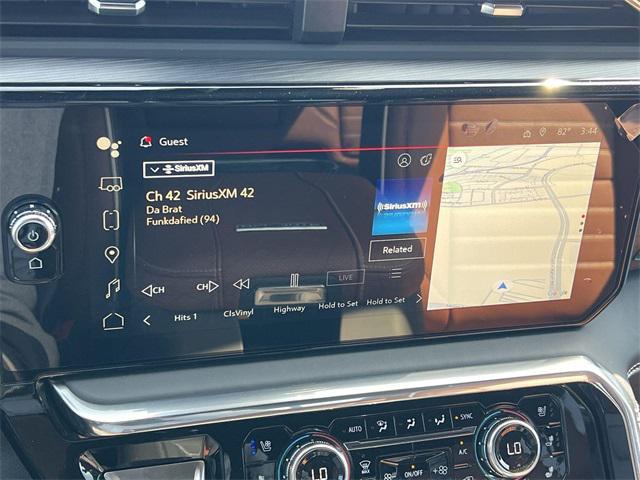 Guest
82° 3:44
SiriusXM
Ch 42 SiriusXM 42
Da Brat
Funkdafied (94)
SiriusXM
Related
CH CH LIVE
Hits 1 ClsVinyl Highway Hold to Set Hold to Set
AUTO SYNC
A/C
ON/OFF
LO LO